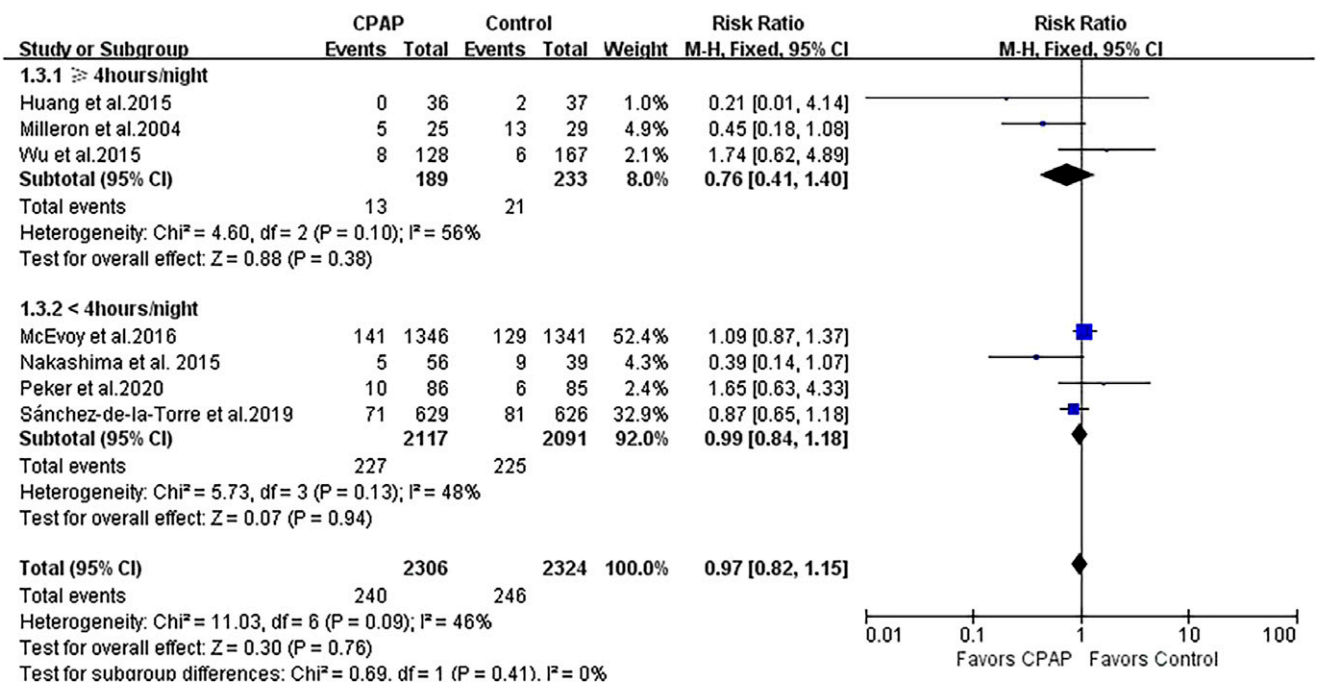 CPAP Control Risk Ratio Risk Ratio
Study or Subgroup Events Total Events Total Weight M-H, Fixed, 95% CI M-H, Fixed, 95% CI
1.3.1 ⩾ 4hours/night
Huang et al.2015 0 36 2 37 1.0% 0.21 [0.01, 4.14]
Milleron et al.2004 5 25 13 29 4.9% 0.45 [0.18, 1.08]
Wu et al.2015 8 128 6 167 2.1% 1.74 [0.62, 4.89]
Subtotal (95% CI) 189 233 8.0% 0.76 [0.41, 1.40]
Total events 13 21
Heterogeneity: Chi² = 4.60, df = 2 (P = 0.10); I² = 56%
Test for overall effect: Z = 0.88 (P = 0.38)
1.3.2 < 4hours/night
McEvoy et al.2016 141 1346 129 1341 52.4% 1.09 [0.87, 1.37]
Nakashima et al. 2015 5 56 9 39 4.3% 0.39 [0.14, 1.07]
Peker et al.2020 10 86 6 85 2.4% 1.65 [0.63, 4.33]
Sánchez-de-la-Torre et al.2019 71 629 81 626 32.9% 0.87 [0.65, 1.18]
Subtotal (95% CI) 2117 2091 92.0% 0.99 [0.84, 1.18]
Total events 227 225
Heterogeneity: Chi² = 5.73, df = 3 (P = 0.13); I² = 48%
Test for overall effect: Z = 0.07 (P = 0.94)
Total (95% CI) 2306 2324 100.0% 0.97 [0.82, 1.15]
Total events 240 246
Heterogeneity: Chi² = 11.03, df = 6 (P = 0.09); I² = 46%
Test for overall effect: Z = 0.30 (P = 0.76)
Test for subgroup differences: Chi² = 0.69, df = 1 (P = 0.41), I² = 0%
0.01 0.10 1 10 100
Favors CPAP Favors Control